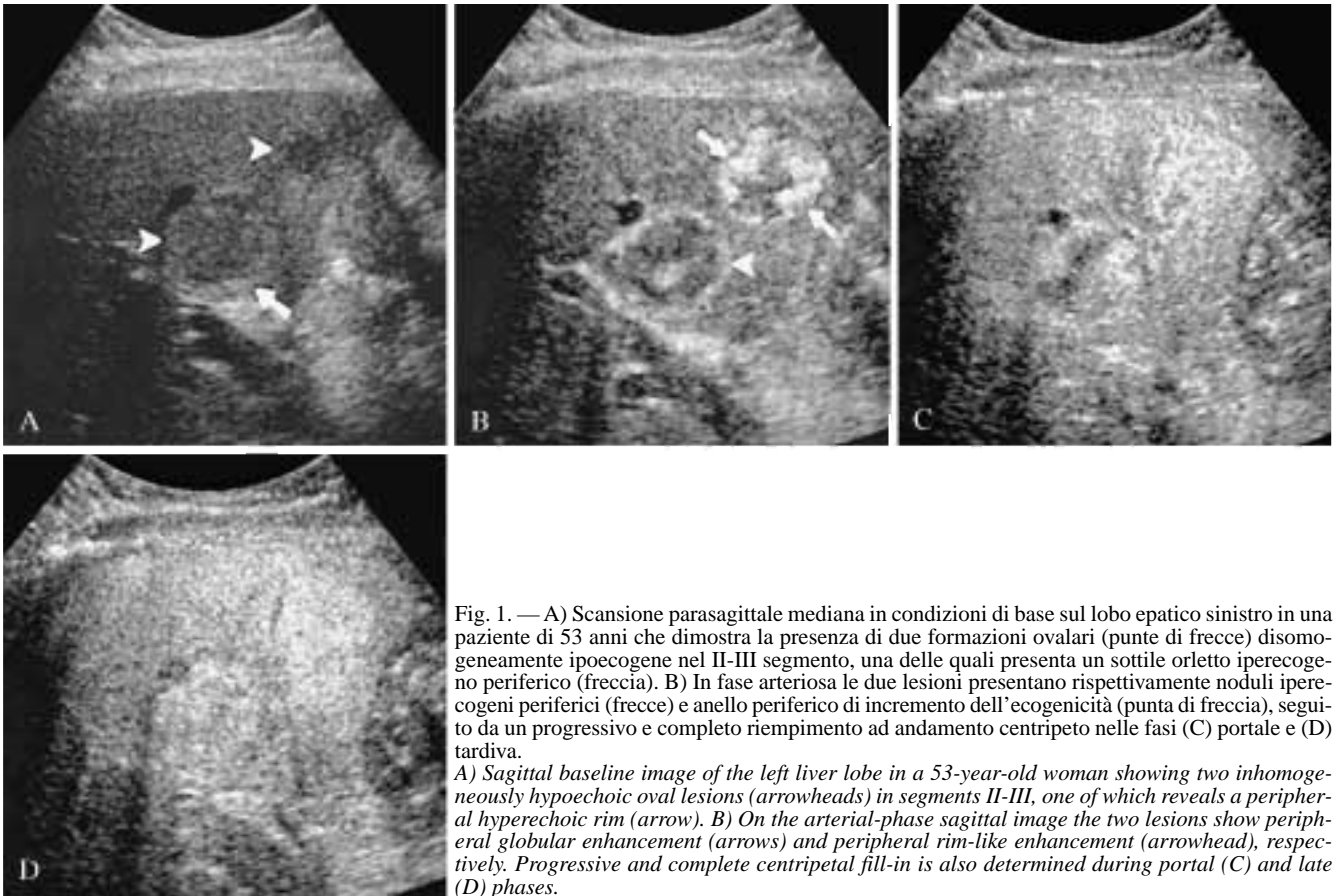 A
B
C
D
Fig. 1. — A) Scansione parasagittale mediana in condizioni di base sul lobo epatico sinistro in una
paziente di 53 anni che dimostra la presenza di due formazioni ovalari (punte di frecce) disomo-
geneamente ipoecogene nel II-III segmento, una delle quali presenta un sottile orletto iperecoge-
no periferico (freccia). B) In fase arteriosa le due lesioni presentano rispettivamente noduli ipere-
cogeni periferici (frecce) e anello periferico di incremento dell'ecogenicità (punta di freccia), segui-
to da un progressivo e completo riempimento ad andamento centripeto nelle fasi (C) portale e (D)
tardiva.
A) Sagittal baseline image of the left liver lobe in a 53-year-old woman showing two inhomoge-
neously hypoechoic oval lesions (arrowheads) in segments II-III, one of which reveals a peripher-
al hyperechoic rim (arrow). B) On the arterial-phase sagittal image the two lesions show periph-
eral globular enhancement (arrows) and peripheral rim-like enhancement (arrowhead), respec-
tively. Progressive and complete centripetal fill-in is also determined during portal (C) and late
(D) phases.